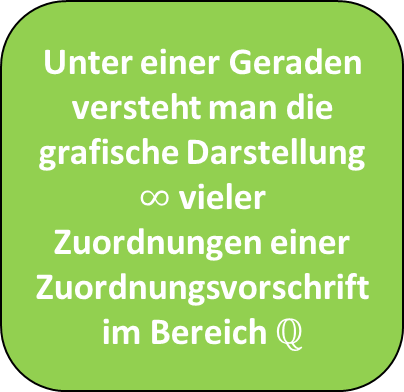 Unter einer Geraden
versteht man die
grafische Darstellung
∞ vieler
Zuordnungen einer
Zuordnungsvorschrift
im Bereich ℚ